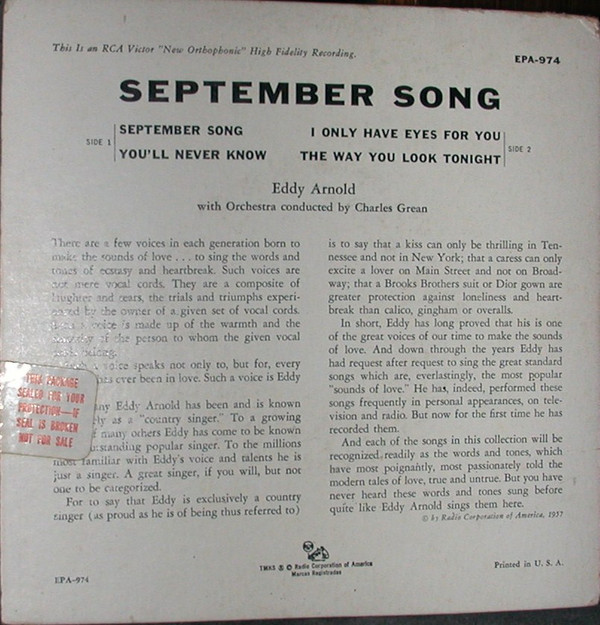 This Is an RCA Victor "New Orthophonic" High Fidelity Recording.
EPA-974
SEPTEMBER SONG
SIDE 1
SEPTEMBER SONG
YOU'LL NEVER KNOW
I ONLY HAVE EYES FOR YOU
THE WAY YOU LOOK TONIGHT
SIDE 2
Eddy Arnold
with Orchestra conducted by Charles Grean
There are a few voices in each generation born to
make the sounds of love . . . to sing the words and
tones of ecstasy and heartbreak. Such voices are
not mere vocal cords. They are a composite of
laughter and tears, the trials and triumphs experi-
enced by the owner of a given set of vocal cords.
voice is made up of the warmth and the
of the person to whom the given vocal
voice speaks not only to, but for, every
ever been in love. Such a voice is Eddy
Eddy Arnold has been and is known
as a "country singer." To a growing
many others Eddy has come to be known
outstanding popular singer. To the millions
most familiar with Eddy's voice and talents he is
just a singer. A great singer, if you will, but not
one to be categorized.
For to say that Eddy is exclusively a country
singer (as proud as he is of being thus referred to)
THIS PACKAGE
SEALED FOR YOUR
PROTECTION—IF
SEAL IS BROKEN
NOT FOR SALE
is to say that a kiss can only be thrilling in Ten-
nessee and not in New York; that a caress can only
excite a lover on Main Street and not on Broad-
way; that a Brooks Brothers suit or Dior gown are
greater protection against loneliness and heart-
break than calico, gingham or overalls.
In short, Eddy has long proved that his is one
of the great voices of our time to make the sounds
of love. And down through the years Eddy has
had request after request to sing the great standard
songs which are, everlastingly, the most popular
"sounds of love." He has, indeed, performed these
songs frequently in personal appearances, on tele-
vision and radio. But now for the first time he has
recorded them.
And each of the songs in this collection will be
recognized, readily as the words and tones, which
have most poignantly, most passionately told the
modern tales of love, true and untrue. But you have
never heard these words and tones sung before
quite like Eddy Arnold sings them here.
© by Radio Corporation of America, 1957
TMKS ® © Radio Corporation of America
Marcas Registradas
EPA-974
Printed in U. S. A.